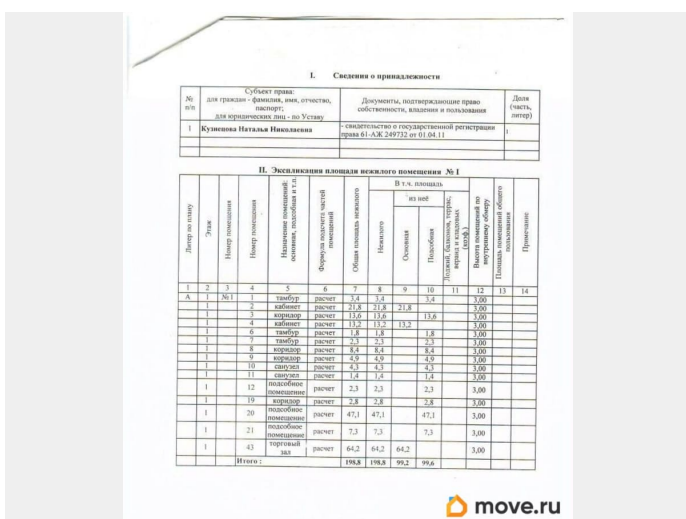 I. Сведения о принадлежности
№ п/п
Субъект права:
для граждан - фамилия, имя, отчество,
паспорт;
для юридических лиц - по Уставу
Документы, подтверждающие право
собственности, владения и пользования
Доля
(часть,
литер)
1 Кузнецова Наталья Николаевна - свидетельство о государственной регистрации
права 61-АЖ 249732 от 01.04.11 1
II. Экспликация площади нежилого помещения № I
Литер по плану
Этаж
Номер помещения
Номер помещения
Назначение помещений:
основная, подсобная и т.п.
Формула подсчета частей
помещений
Общая площадь нежилого
В т.ч. площадь
из неё
Нежилого
Основная
Подсобная
Лоджий, балконов, террас,
веранд и кладовых
(коэф.)
Высота помещений по
внутреннему обмеру
Площадь помещений общего
пользования
Примечание
1 2 3 4 5 6 7 8 9 10 11 12 13 14
А 1 № I 1 тамбур расчет 3,4 3,4 3,4 3,00
1 2 кабинет расчет 21,8 21,8 21,8 3,00
1 3 коридор расчет 13,6 13,6 13,6 3,00
1 4 кабинет расчет 13,2 13,2 13,2 3,00
1 6 тамбур расчет 1,8 1,8 1,8 3,00
1 7 тамбур расчет 2,3 2,3 2,3 3,00
1 8 коридор расчет 8,4 8,4 8,4 3,00
1 9 коридор расчет 4,9 4,9 4,9 3,00
1 10 санузел расчет 4,3 4,3 4,3 3,00
1 11 санузел расчет 1,4 1,4 1,4 3,00
1 12 подсобное
помещение расчет 2,3 2,3 2,3 3,00
1 19 коридор расчет 2,8 2,8 2,8 3,00
1 20 подсобное
помещение расчет 47,1 47,1 47,1 3,00
1 21 подсобное
помещение расчет 7,3 7,3 7,3 3,00
1 43 торговый
зал расчет 64,2 64,2 64,2 3,00
Итого : 198,8 198,8 99,2 99,6
move.ru